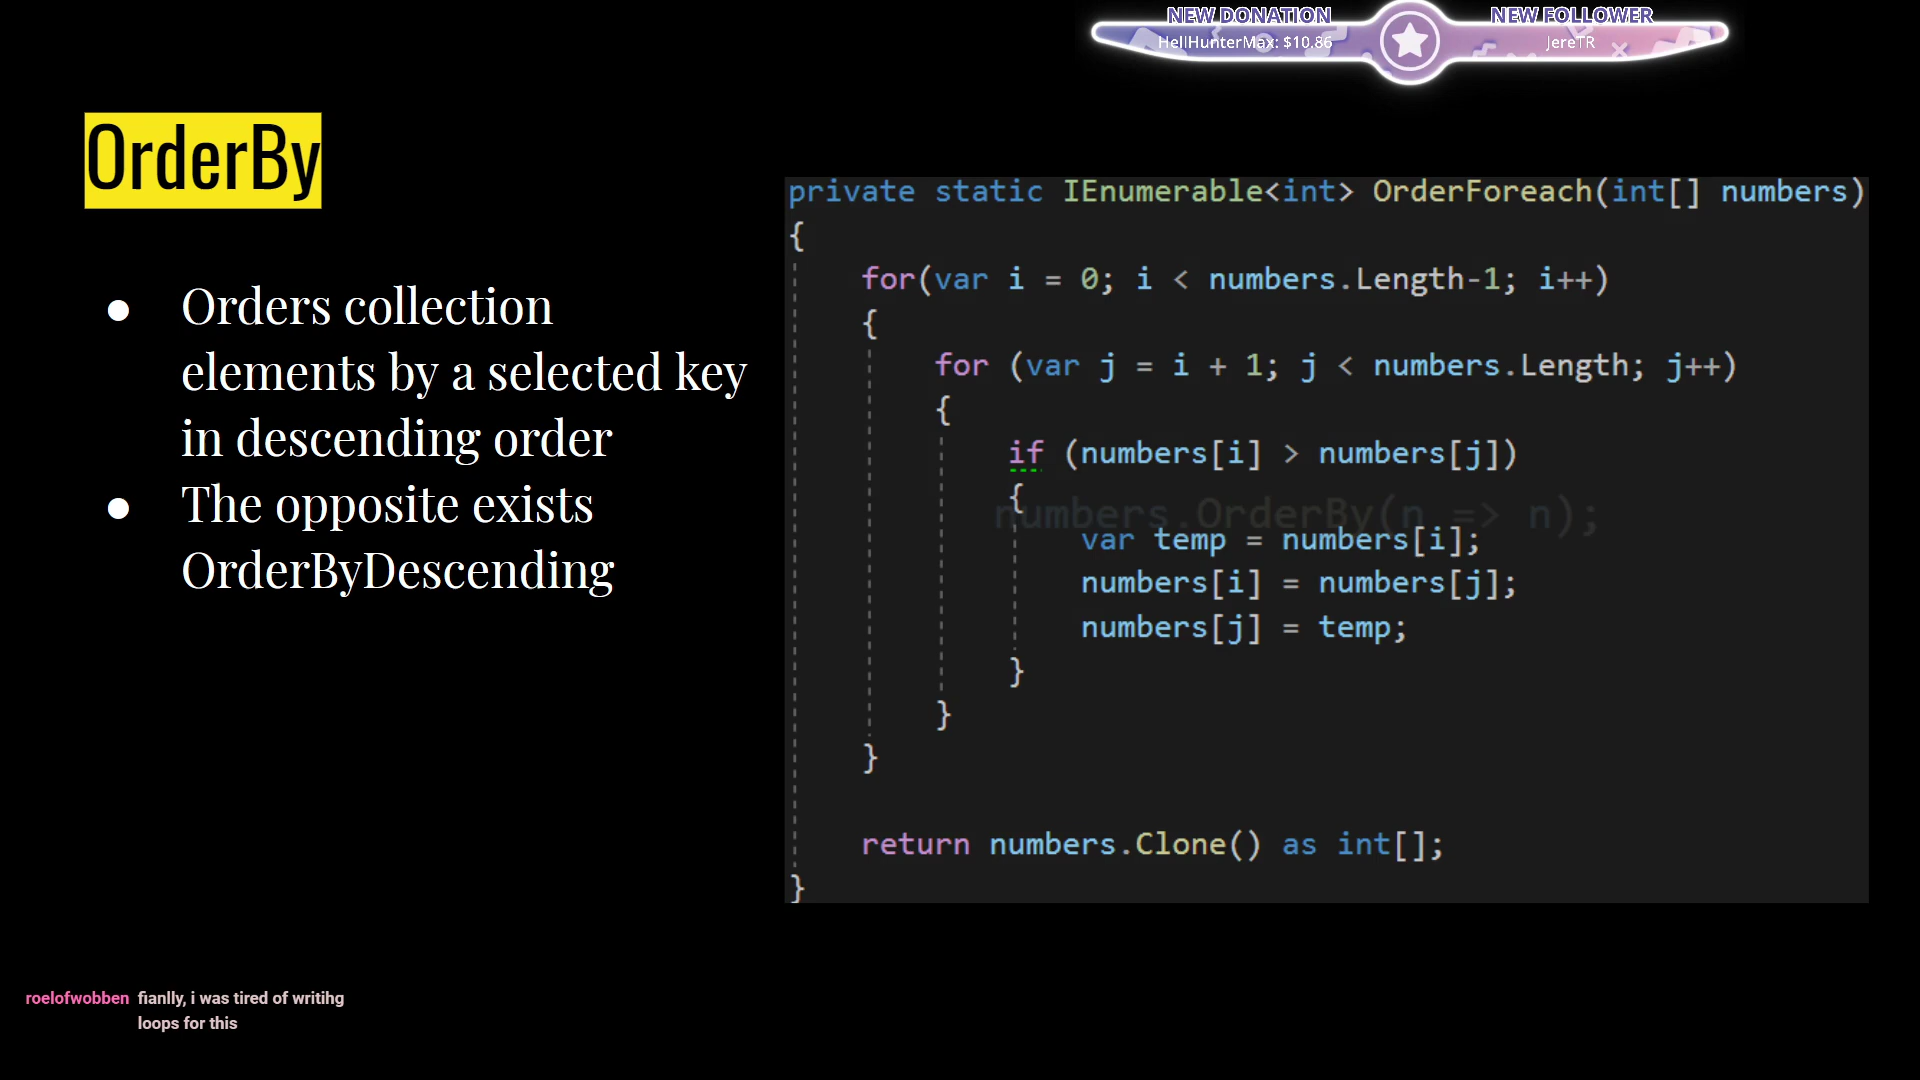 NEW DONATION
HellHunterMax: $10.86
NEW FOLLOWER
JereTR
OrderBy
● Orders collection
elements by a selected key
in descending order
● The opposite exists
OrderByDescending
private static IEnumerable<int> OrderForeach(int[] numbers)
{
for(var i = 0; i < numbers.Length-1; i++)
{
for (var j = i + 1; j < numbers.Length; j++)
{
if (numbers[i] > numbers[j])
{
numbers.OrderBy(n => n);
var temp = numbers[i];
numbers[i] = numbers[j];
numbers[j] = temp;
}
}
}
return numbers.Clone() as int[];
}
roelofwobben fianlly, i was tired of writihg
loops for this